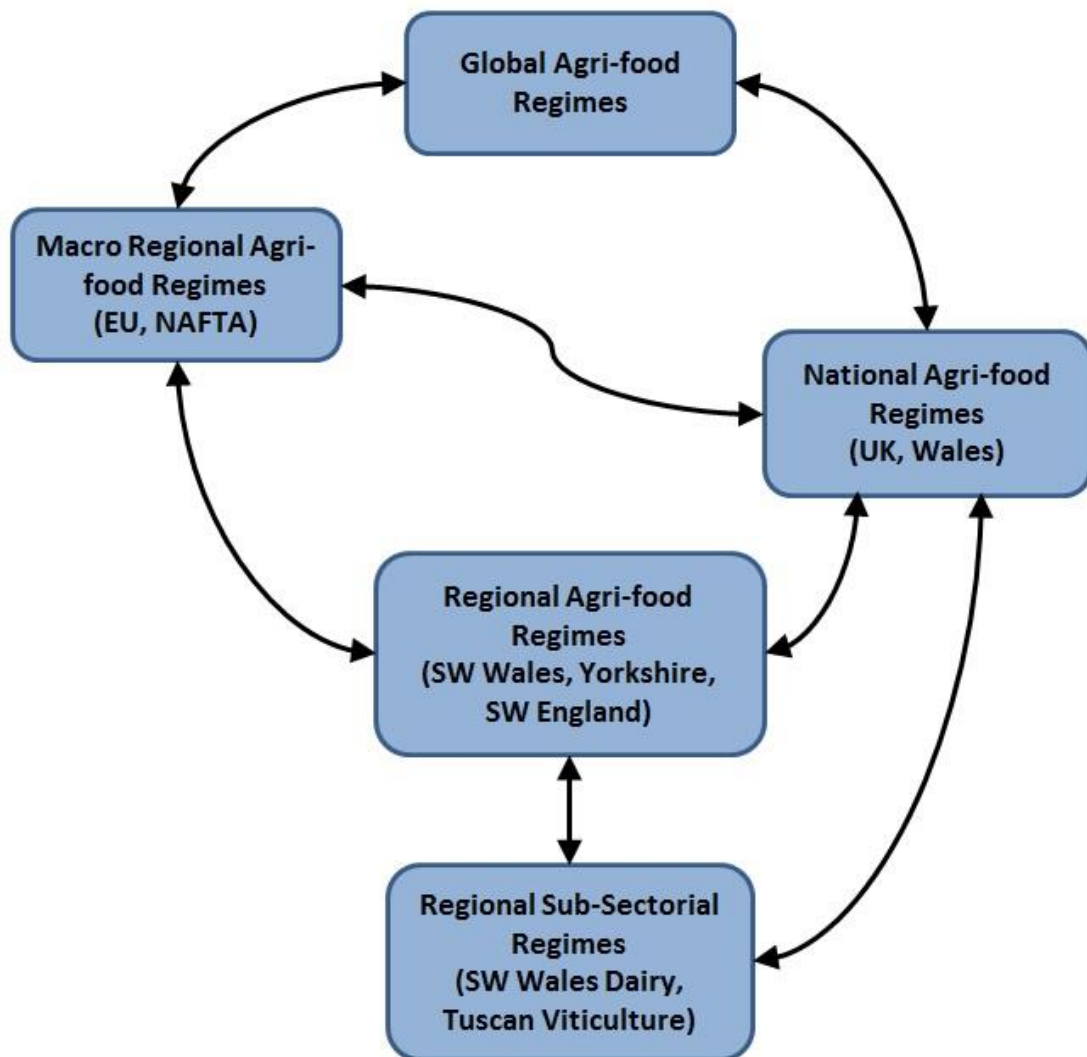 Global Agri-food
Regimes
Macro Regional Agri-
food Regimes
(EU, NAFTA)
National Agri-food
Regimes
(UK, Wales)
Regional Agri-food
Regimes
(SW Wales, Yorkshire,
SW England)
Regional Sub-Sectorial
Regimes
(SW Wales Dairy,
Tuscan Viticulture)